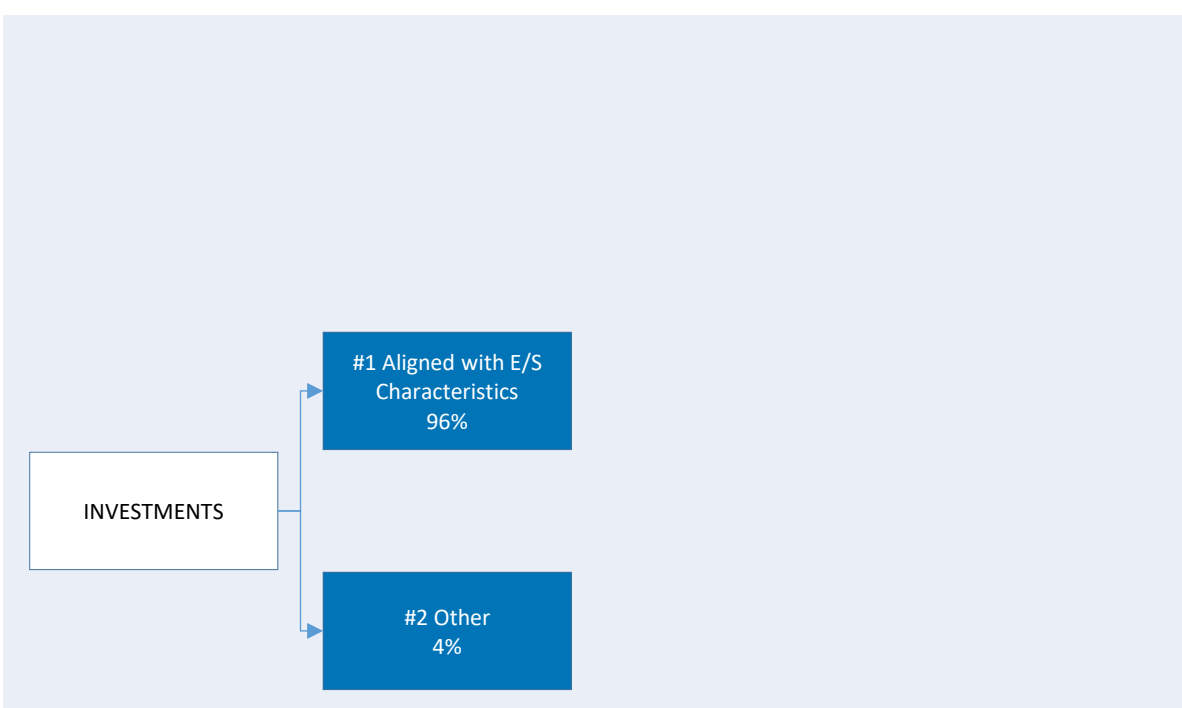 #1 Aligned with E/S
Characteristics
96%
INVESTMENTS
#2 Other
4%